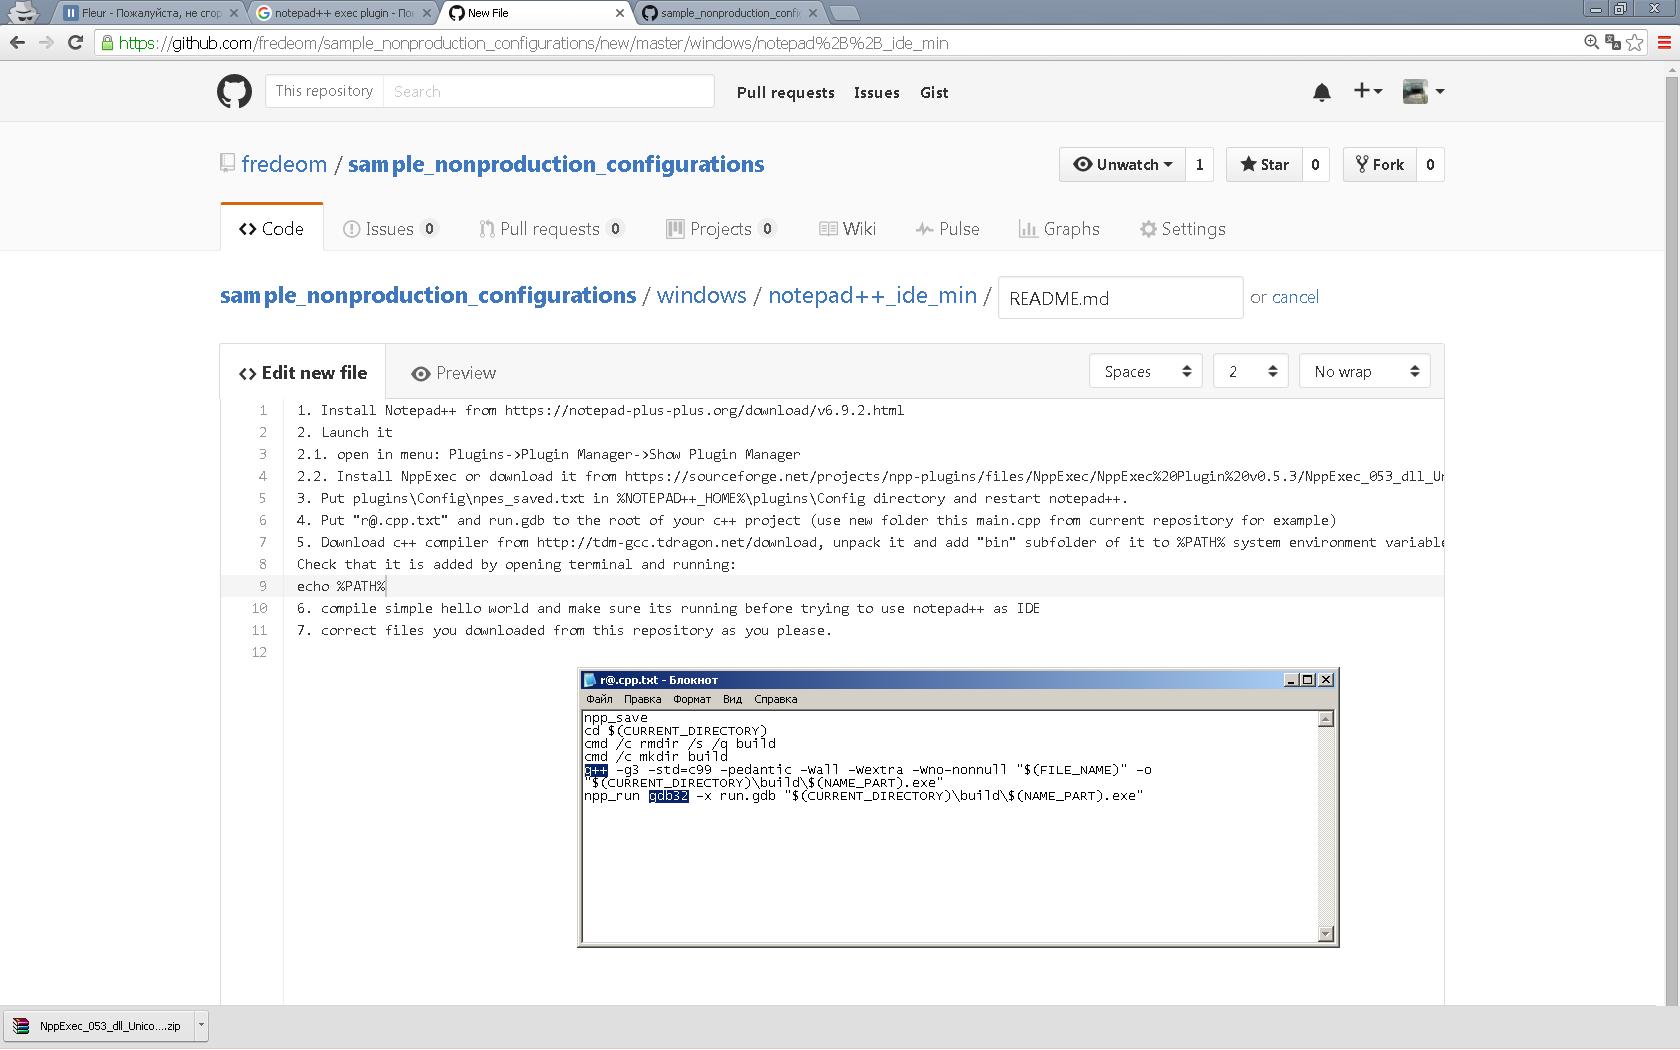 Fleur - Пожалуйста, не сгор
notepad++ exec plugin - По
New File
sample_nonproduction_confi
https://github.com/fredeom/sample_nonproduction_configurations/new/master/windows/notepad%2B%2B_ide_min
This repository Search Pull requests Issues Gist
fredeom / sample_nonproduction_configurations
Unwatch 1 Star 0 Fork 0
Code Issues 0 Pull requests 0 Projects 0 Wiki Pulse Graphs Settings
sample_nonproduction_configurations / windows / notepad++_ide_min / README.md or cancel
Edit new file Preview Spaces 2 No wrap
1 1. Install Notepad++ from https://notepad-plus-plus.org/download/v6.9.2.html
2 2. Launch it
3 2.1. open in menu: Plugins->Plugin Manager->Show Plugin Manager
4 2.2. Install NppExec or download it from https://sourceforge.net/projects/npp-plugins/files/NppExec/NppExec%20Plugin%20v0.5.3/NppExec_053_dll_Un
5 3. Put plugins\Config\npes_saved.txt in %NOTEPAD++_HOME%\plugins\Config directory and restart notepad++.
6 4. Put "r@.cpp.txt" and run.gdb to the root of your c++ project (use new folder this main.cpp from current repository for example)
7 5. Download c++ compiler from http://tdm-gcc.tdragon.net/download, unpack it and add "bin" subfolder of it to %PATH% system environment variable
8 Check that it is added by opening terminal and running:
9 echo %PATH%
10 6. compile simple hello world and make sure its running before trying to use notepad++ as IDE
11 7. correct files you downloaded from this repository as you please.
12
r@.cpp.txt - Блокнот
Файл Правка Формат Вид Справка
npp_save
cd $(CURRENT_DIRECTORY)
cmd /c rmdir /s /q build
cmd /c mkdir build
g++ -g3 -std=c99 -pedantic -Wall -Wextra -Wno-nonnull "$(FILE_NAME)" -o
"$(CURRENT_DIRECTORY)\build\$(NAME_PART).exe"
npp_run gdb32 -x run.gdb "$(CURRENT_DIRECTORY)\build\$(NAME_PART).exe"
NppExec_053_dll_Unico....zip